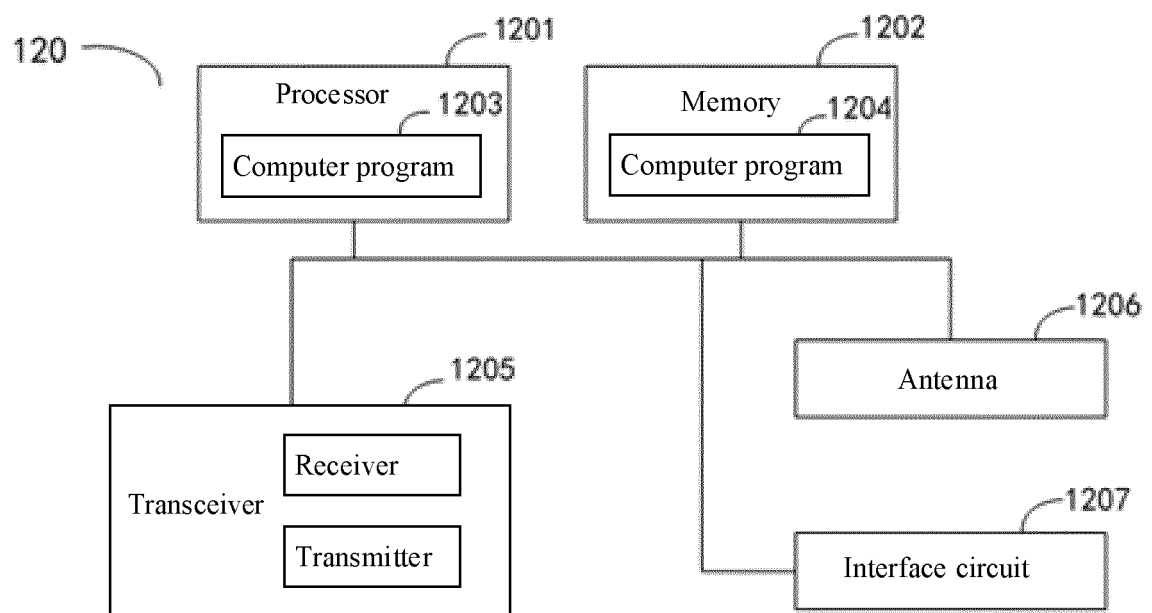 120
1201
1202
Processor
Memory
1203
1204
Computer program
Computer program
1206
Antenna
1205
Receiver
Transceiver
Transmitter
1207
Interface circuit